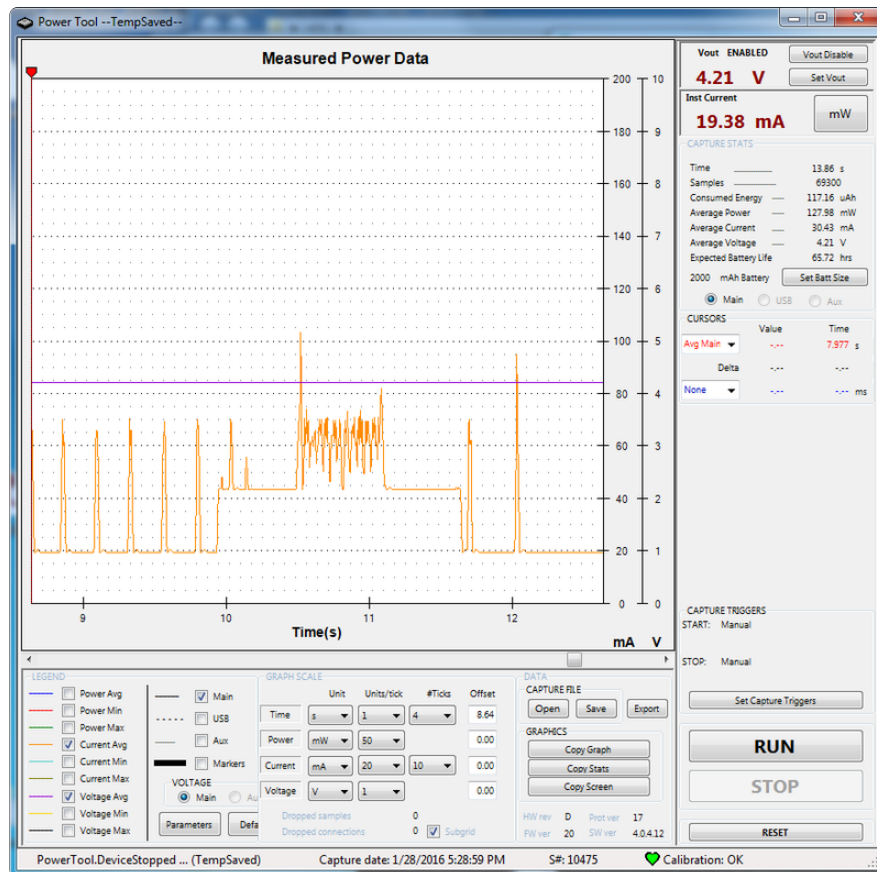 Power Tool --TempSaved--
Measured Power Data
200 10
180 9
160 8
140 7
120 6
100 5
80 4
60 3
40 2
20 1
0 0
9 10 11 12
Time(s)
mA V
Vout ENABLED Vout Disable
4.21 V Set Vout
Inst Current
19.38 mA mW
CAPTURE STATS
Time 13.86 s
Samples 69300
Consumed Energy 117.16 uAh
Average Power 127.98 mW
Average Current 30.43 mA
Average Voltage 4.21 V
Expected Battery Life 65.72 hrs
2000 mAh Battery Set Batt Size
Main USB Aux
CURSORS
Value Time
Avg Main -.-- 7.977 s
Delta -.-- -.--
None -.-- -.-- ms
CAPTURE TRIGGERS
START: Manual
STOP: Manual
Set Capture Triggers
RUN
STOP
RESET
LEGEND
Power Avg
Power Min
Power Max
Current Avg
Current Min
Current Max
Voltage Avg
Voltage Min
Voltage Max
Main
USB
Aux
Markers
VOLTAGE
Main Au
Parameters Defa
GRAPH SCALE
Unit Units/tick #Ticks Offset
Time s 1 4 8.64
Power mW 50 0.00
Current mA 20 10 0.00
Voltage V 1 0.00
Dropped samples 0
Dropped connections 0 Subgrid
DATA
CAPTURE FILE
Open Save Export
GRAPHICS
Copy Graph
Copy Stats
Copy Screen
HW rev D Prot ver 17
FW ver 20 SW ver 4.0.4.12
PowerTool.DeviceStopped ... (TempSaved) Capture date: 1/28/2016 5:28:59 PM S#: 10475 Calibration: OK